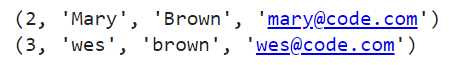 (2, 'Mary', 'Brown', 'mary@code.com')
(3, 'wes', 'brown', 'wes@code.com')